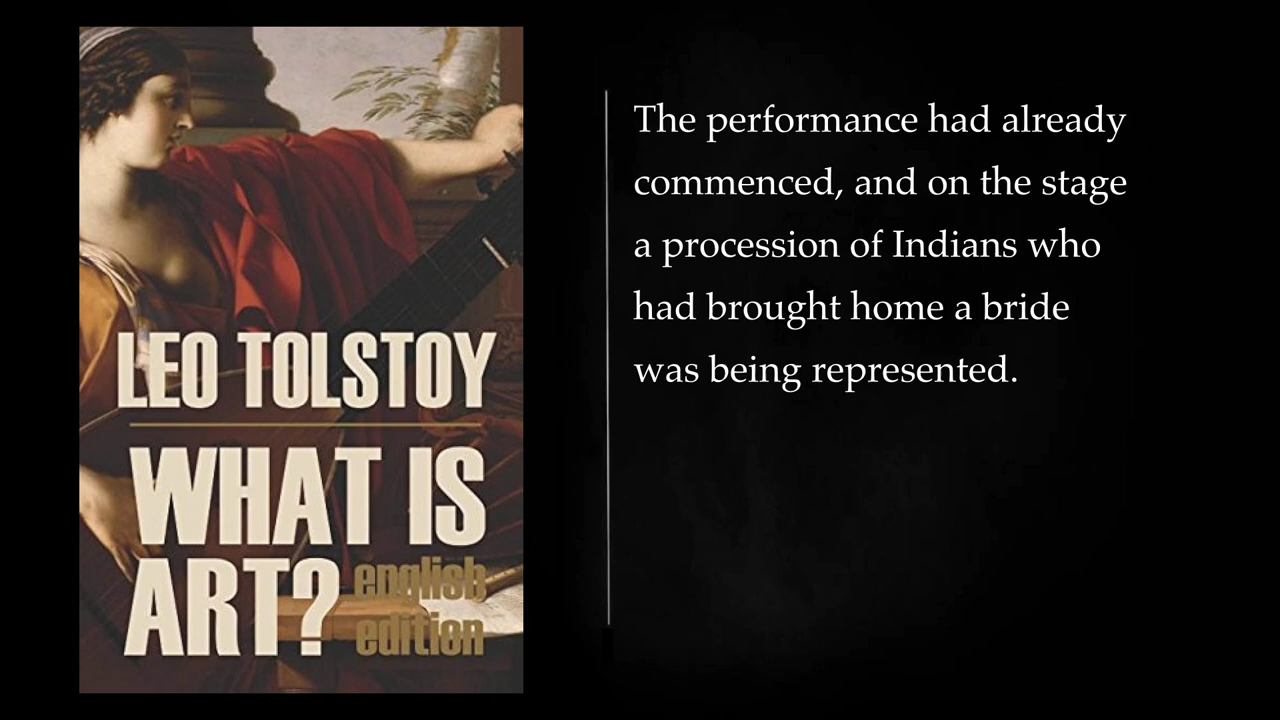 LEO TOLSTOY
WHAT IS
ART?
english
edition
The performance had already
commenced, and on the stage
a procession of Indians who
had brought home a bride
was being represented.